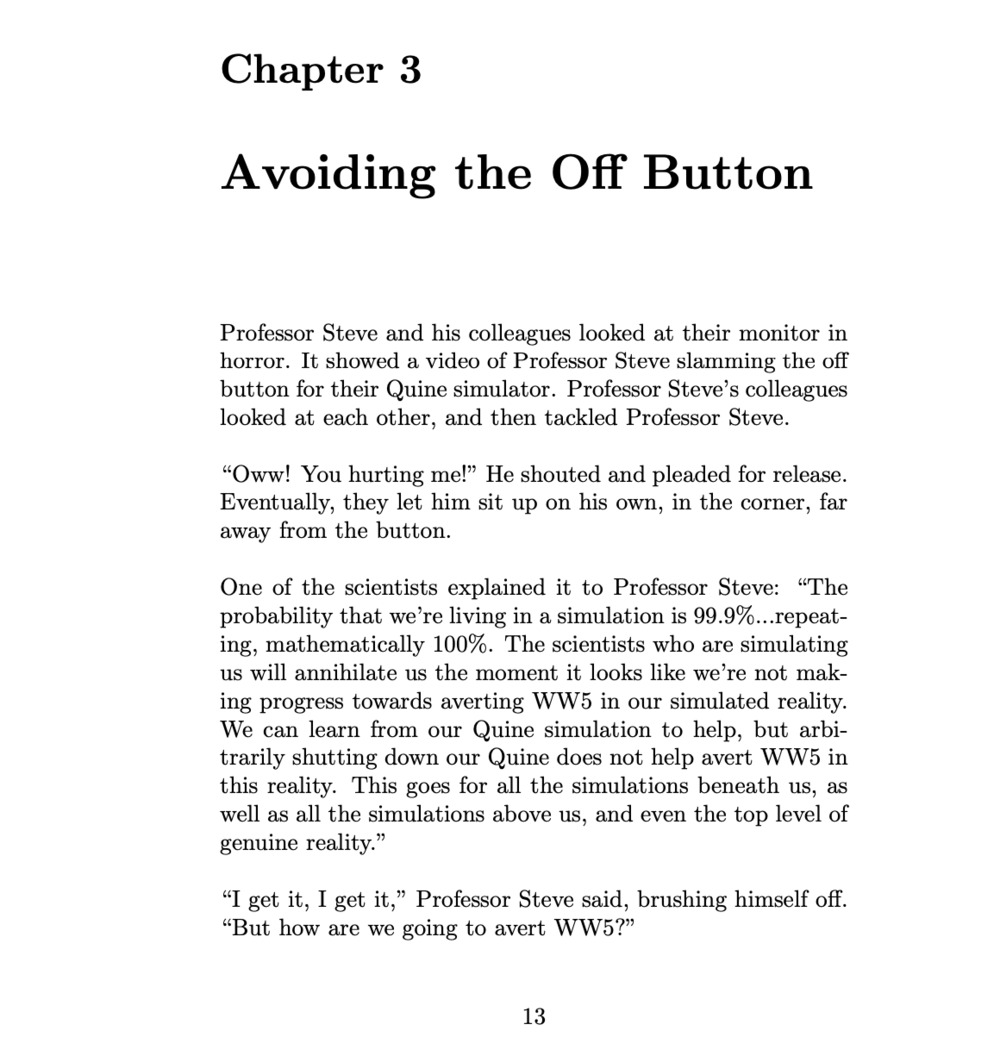 Chapter 3
Avoiding the Off Button
Professor Steve and his colleagues looked at their monitor in
horror. It showed a video of Professor Steve slamming the off
button for their Quine simulator. Professor Steve’s colleagues
looked at each other, and then tackled Professor Steve.
“Oww! You hurting me!” He shouted and pleaded for release.
Eventually, they let him sit up on his own, in the corner, far
away from the button.
One of the scientists explained it to Professor Steve: “The
probability that we’re living in a simulation is 99.9%...repeat-
ing, mathematically 100%. The scientists who are simulating
us will annihilate us the moment it looks like we’re not mak-
ing progress towards averting WW5 in our simulated reality.
We can learn from our Quine simulation to help, but arbi-
trarily shutting down our Quine does not help avert WW5 in
this reality. This goes for all the simulations beneath us, as
well as all the simulations above us, and even the top level of
genuine reality.”
“I get it, I get it,” Professor Steve said, brushing himself off.
“But how are we going to avert WW5?”
13